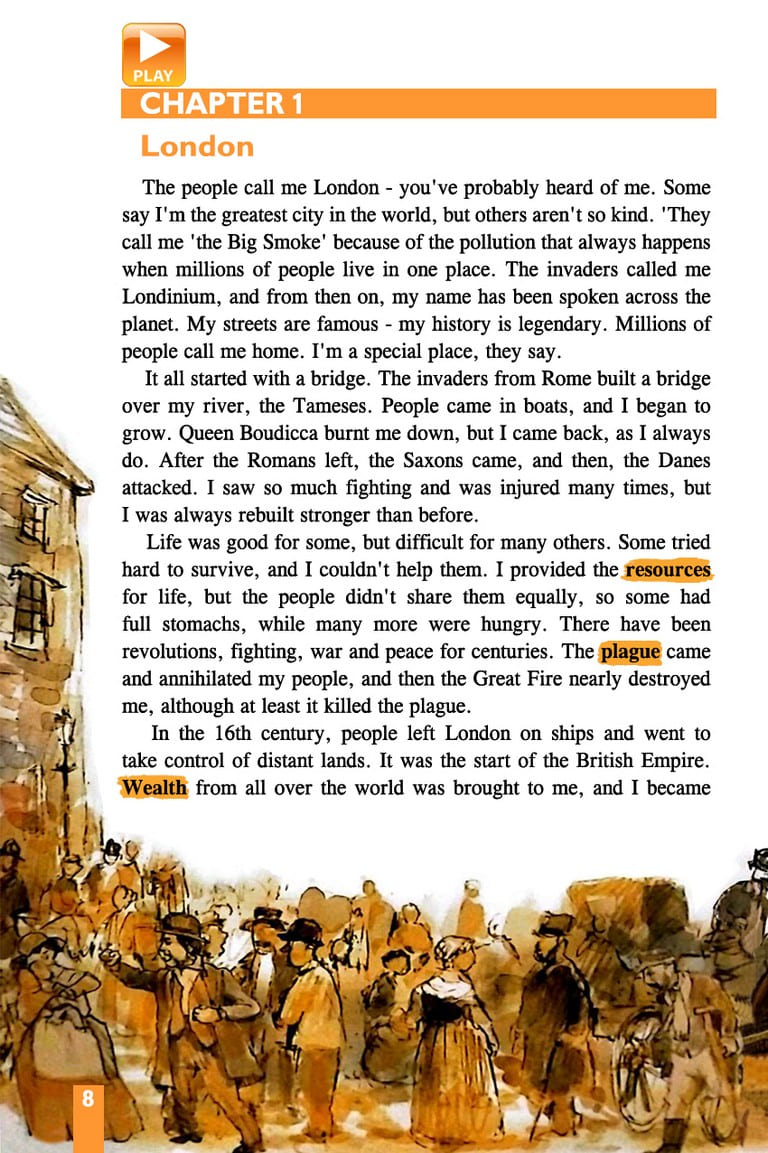 PLAY
CHAPTER 1
London
The people call me London - you've probably heard of me. Some
say I'm the greatest city in the world, but others aren't so kind. 'They
call me 'the Big Smoke' because of the pollution that always happens
when millions of people live in one place. The invaders called me
Londinium, and from then on, my name has been spoken across the
planet. My streets are famous - my history is legendary. Millions of
people call me home. I'm a special place, they say.
It all started with a bridge. The invaders from Rome built a bridge
over my river, the Tameses. People came in boats, and I began to
grow. Queen Boudicca burnt me down, but I came back, as I always
do. After the Romans left, the Saxons came, and then, the Danes
attacked. I saw so much fighting and was injured many times, but
I was always rebuilt stronger than before.
Life was good for some, but difficult for many others. Some tried
hard to survive, and I couldn't help them. I provided the resources
for life, but the people didn't share them equally, so some had
full stomachs, while many more were hungry. There have been
revolutions, fighting, war and peace for centuries. The plague came
and annihilated my people, and then the Great Fire nearly destroyed
me, although at least it killed the plague.
In the 16th century, people left London on ships and went to
take control of distant lands. It was the start of the British Empire.
Wealth from all over the world was brought to me, and I became
8